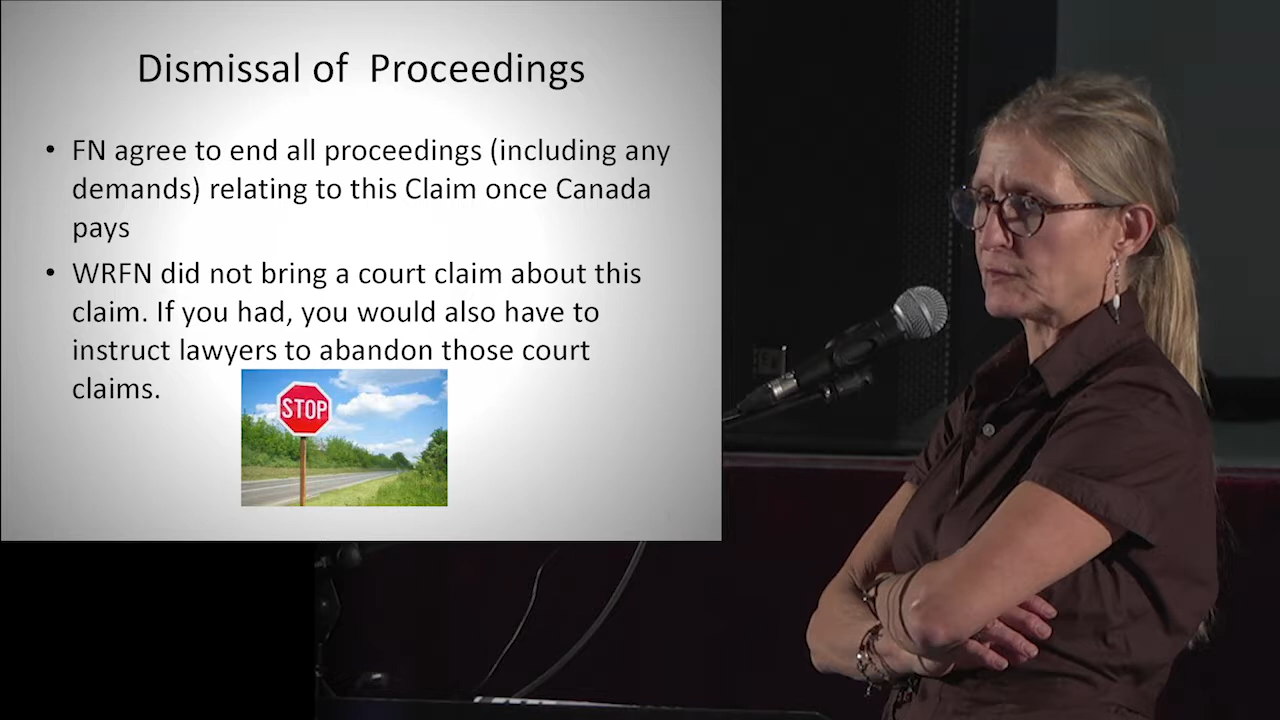 Dismissal of Proceedings
• FN agree to end all proceedings (including any
demands) relating to this Claim once Canada
pays
• WRFN did not bring a court claim about this
claim. If you had, you would also have to
instruct lawyers to abandon those court
claims.
STOP